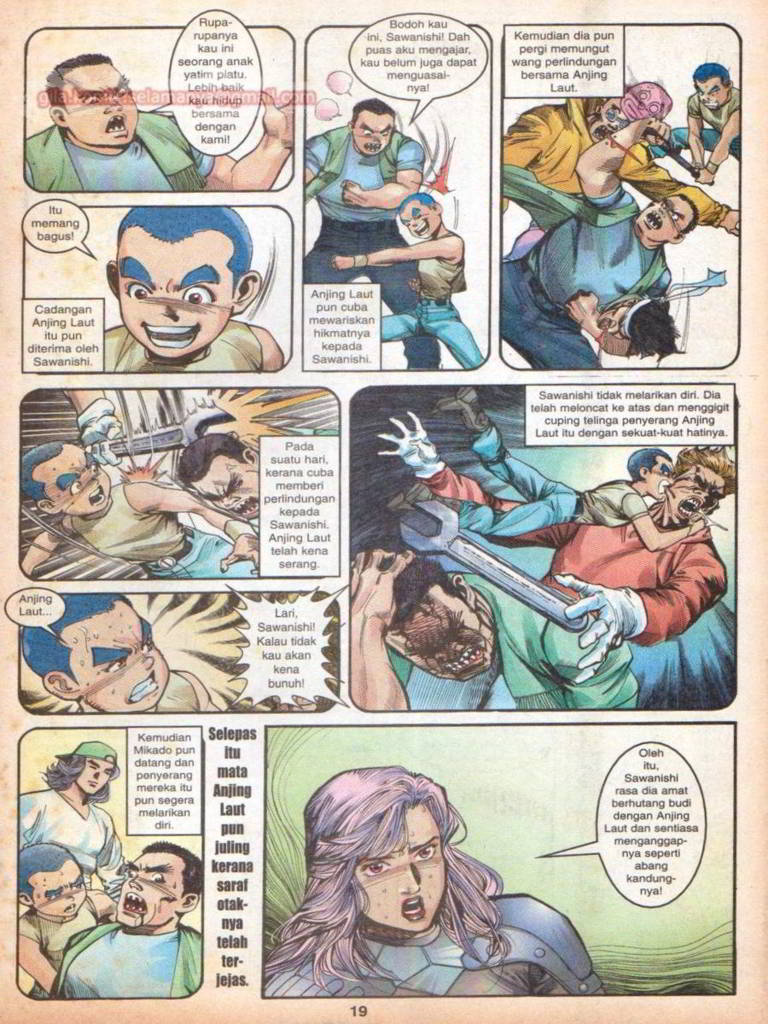 Rupa-
rupanya
kau ini
seorang anak
yatim piatu.
Lebih baik
kau hidup
bersama
dengan
kami!
Bodoh kau
ini, Sawanishi! Dah
puas aku mengajar,
kau belum juga dapat
menguasai-
nya!
Kemudian dia pun
pergi memungut
wang perlindungan
bersama Anjing
Laut.
Itu
memang
bagus!
Cadangan
Anjing Laut
itu pun
diterima oleh
Sawanishi.
Anjing Laut
pun cuba
mewariskan
hikmatnya
kepada
Sawanishi.
Pada
suatu hari,
kerana cuba
memberi
perlindungan
kepada
Sawanishi.
Anjing Laut
telah kena
serang.
Sawanishi tidak melarikan diri. Dia
telah meloncat ke atas dan menggigit
cuping telinga penyerang Anjing
Laut itu dengan sekuat-kuat hatinya.
Anjing
Laut...
Lari,
Sawanishi!
Kalau tidak
kau akan
kena
bunuh!
Kemudian
Mikado pun
datang dan
penyerang
mereka itu
pun segera
melarikan
diri.
Selepas
itu
mata
Anjing
Laut
pun
juling
kerana
saraf
otak-
nya
telah
ter-
jejas.
Oleh
itu,
Sawanishi
rasa dia amat
berhutang budi
dengan Anjing
Laut dan sentiasa
menganggap-
nya seperti
abang
kandung-
nya!
19